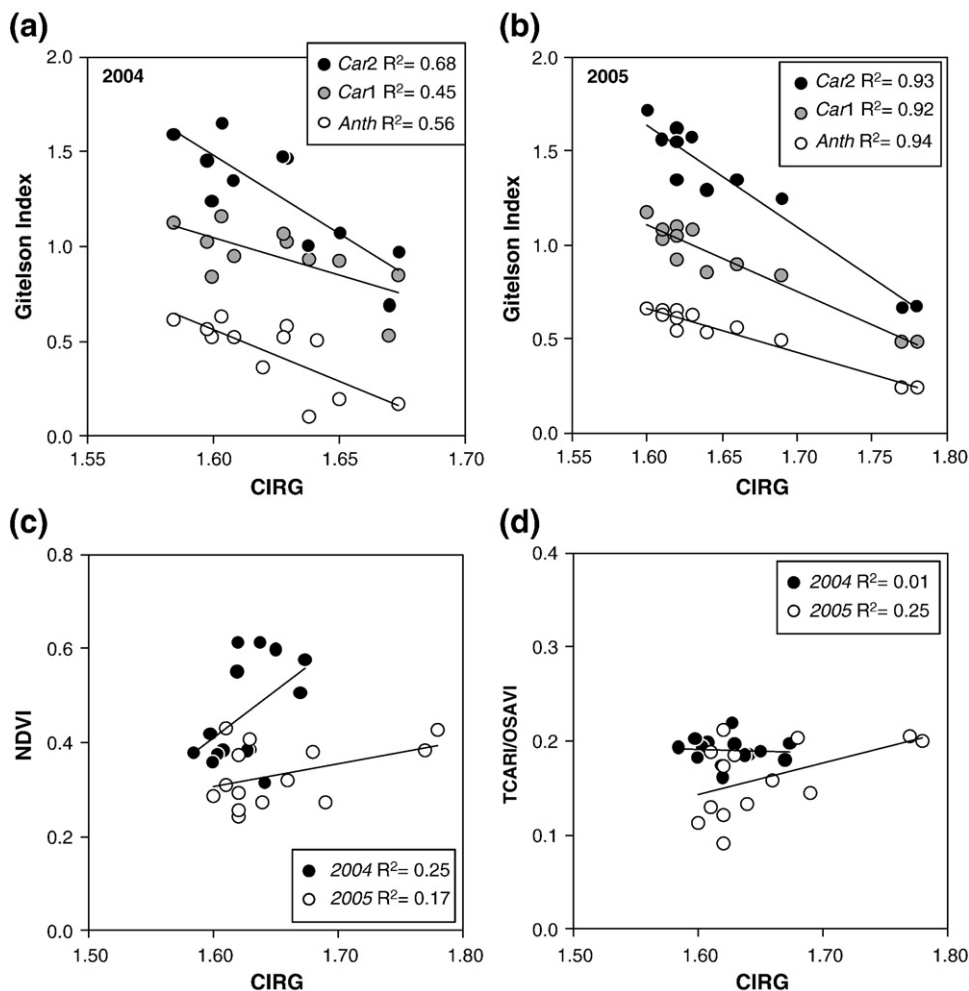 (a)
2004
Car2 R²= 0.68
Car1 R²= 0.45
Anth R²= 0.56
2.0
1.5
1.0
0.5
0.0
Gitelson Index
1.55 1.60 1.65 1.70
CIRG
(b)
2005
Car2 R²= 0.93
Car1 R²= 0.92
Anth R²= 0.94
2.0
1.5
1.0
0.5
0.0
Gitelson Index
1.55 1.60 1.65 1.70 1.75 1.80
CIRG
(c)
0.8
0.6
0.4
0.2
0.0
NDVI
2004 R²= 0.25
2005 R²= 0.17
1.50 1.60 1.70 1.80
CIRG
(d)
2004 R²= 0.01
2005 R²= 0.25
0.4
0.3
0.2
0.1
0.0
TCARI/OSAVI
1.50 1.60 1.70 1.80
CIRG